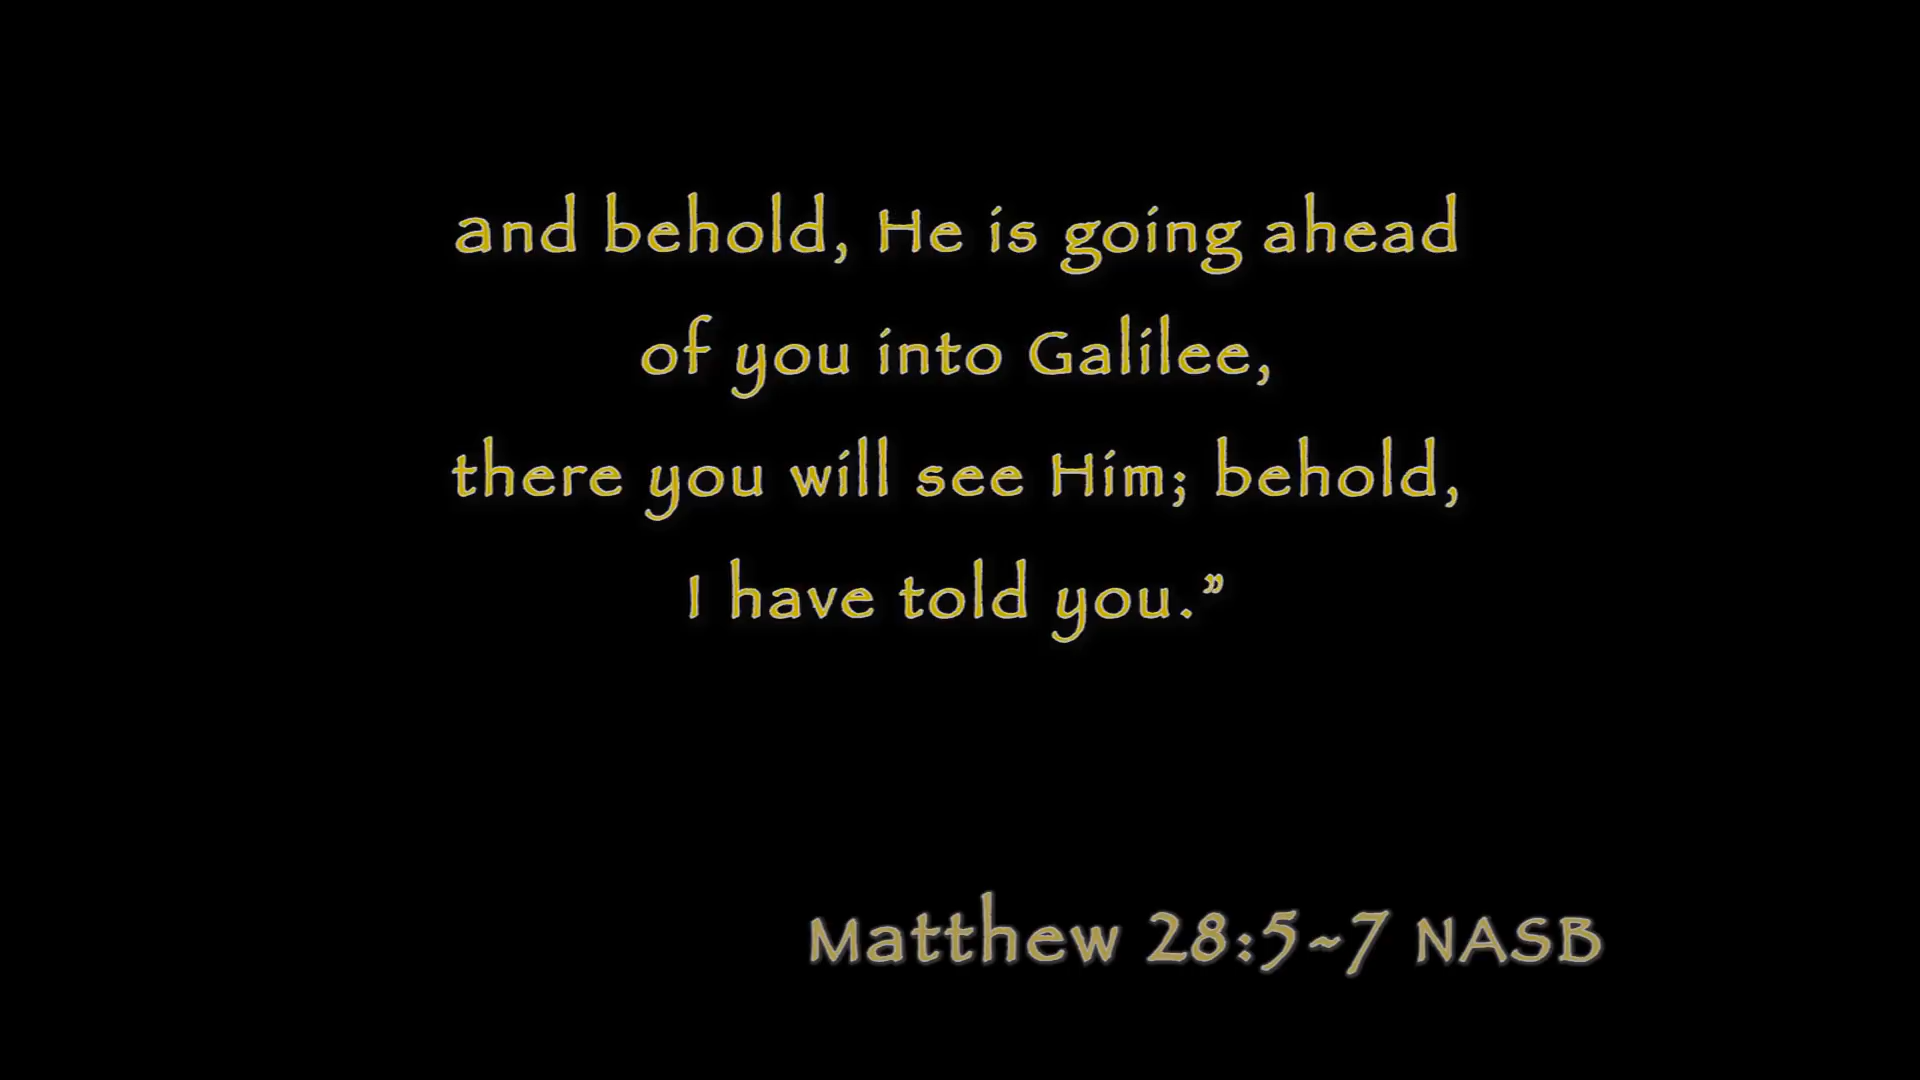 and behold, He is going ahead
of you into Galilee,
there you will see Him; behold,
I have told you.”
Matthew 28:5~7 NASB